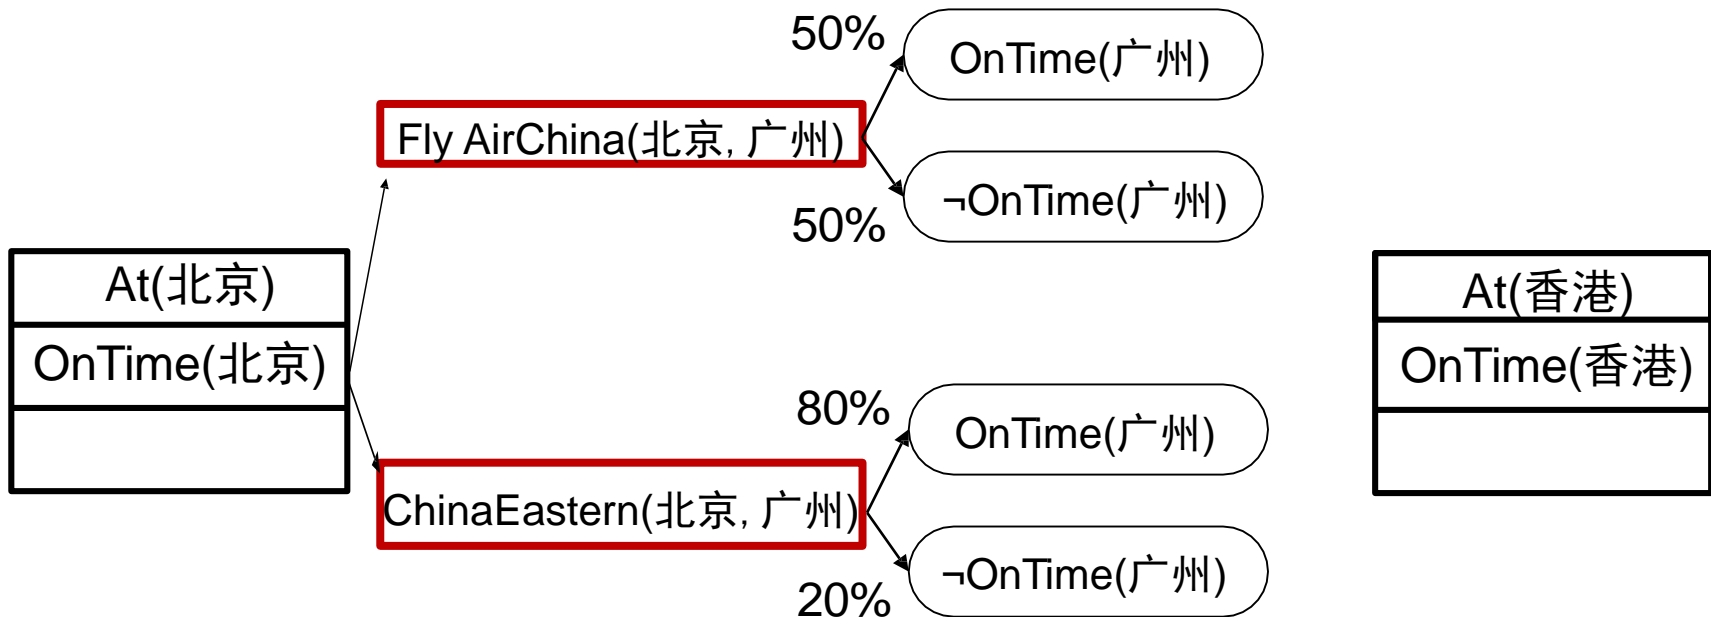 50%
OnTime(广州)
Fly AirChina(北京, 广州)
¬OnTime(广州)
50%
At(北京)
OnTime(北京)
At(香港)
OnTime(香港)
80%
OnTime(广州)
ChinaEastern(北京, 广州)
¬OnTime(广州)
20%